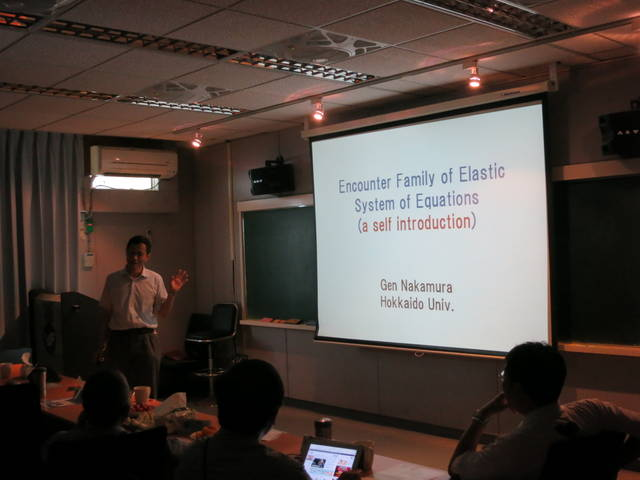 Encounter Family of Elastic
System of Equations
(a self introduction)
Gen Nakamura
Hokkaido Univ.